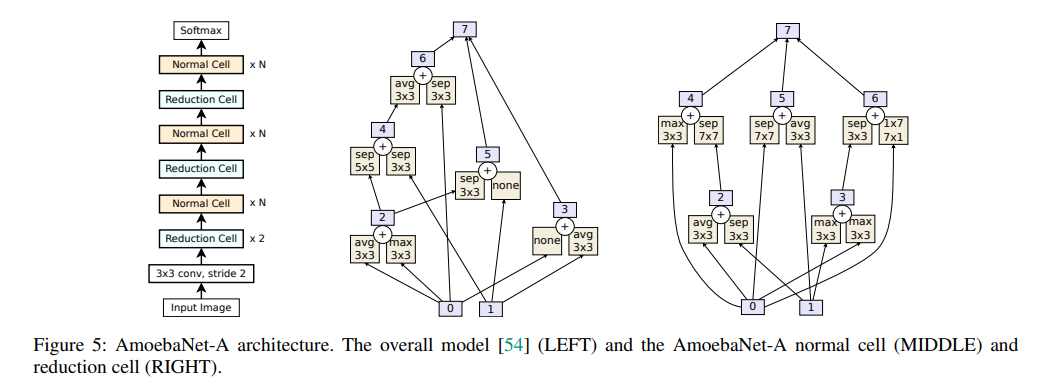 Softmax
Normal Cell x N
Reduction Cell
Normal Cell x N
Reduction Cell
Normal Cell x N
Reduction Cell x 2
3x3 conv, stride 2
Input Image
7
6
+
avg sep
3x3 3x3
4
+
sep sep
5x5 3x3
5
+
sep none
3x3
2
+
avg max
3x3 3x3
3
+
none avg
3x3
0 1
7
4 5 6
+ + +
max sep sep avg sep 1x7
3x3 7x7 7x7 3x3 3x3 7x1
2 3
+ +
avg sep max max
3x3 3x3 3x3 3x3
0 1
Figure 5: AmoebaNet-A architecture. The overall model [54] (LEFT) and the AmoebaNet-A normal cell (MIDDLE) and
reduction cell (RIGHT).